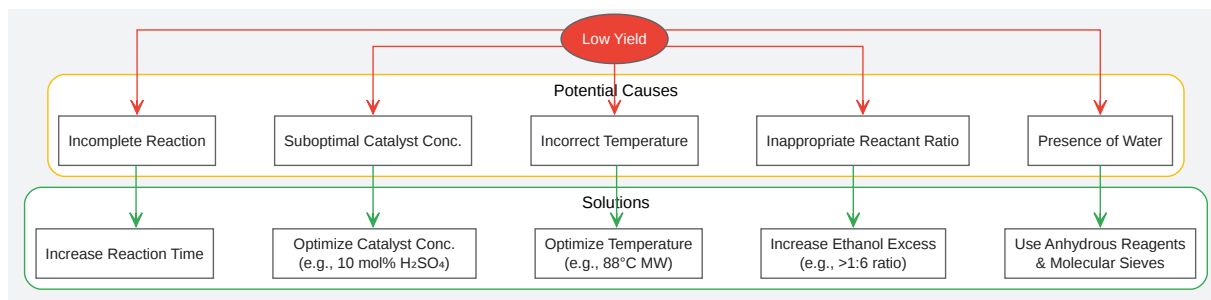 Low Yield
Potential Causes
Incomplete Reaction
Suboptimal Catalyst Conc.
Incorrect Temperature
Inappropriate Reactant Ratio
Presence of Water
Solutions
Increase Reaction Time
Optimize Catalyst Conc.
(e.g., 10 mol% H₂SO₄)
Optimize Temperature
(e.g., 88°C MW)
Increase Ethanol Excess
(e.g., >1:6 ratio)
Use Anhydrous Reagents
& Molecular Sieves